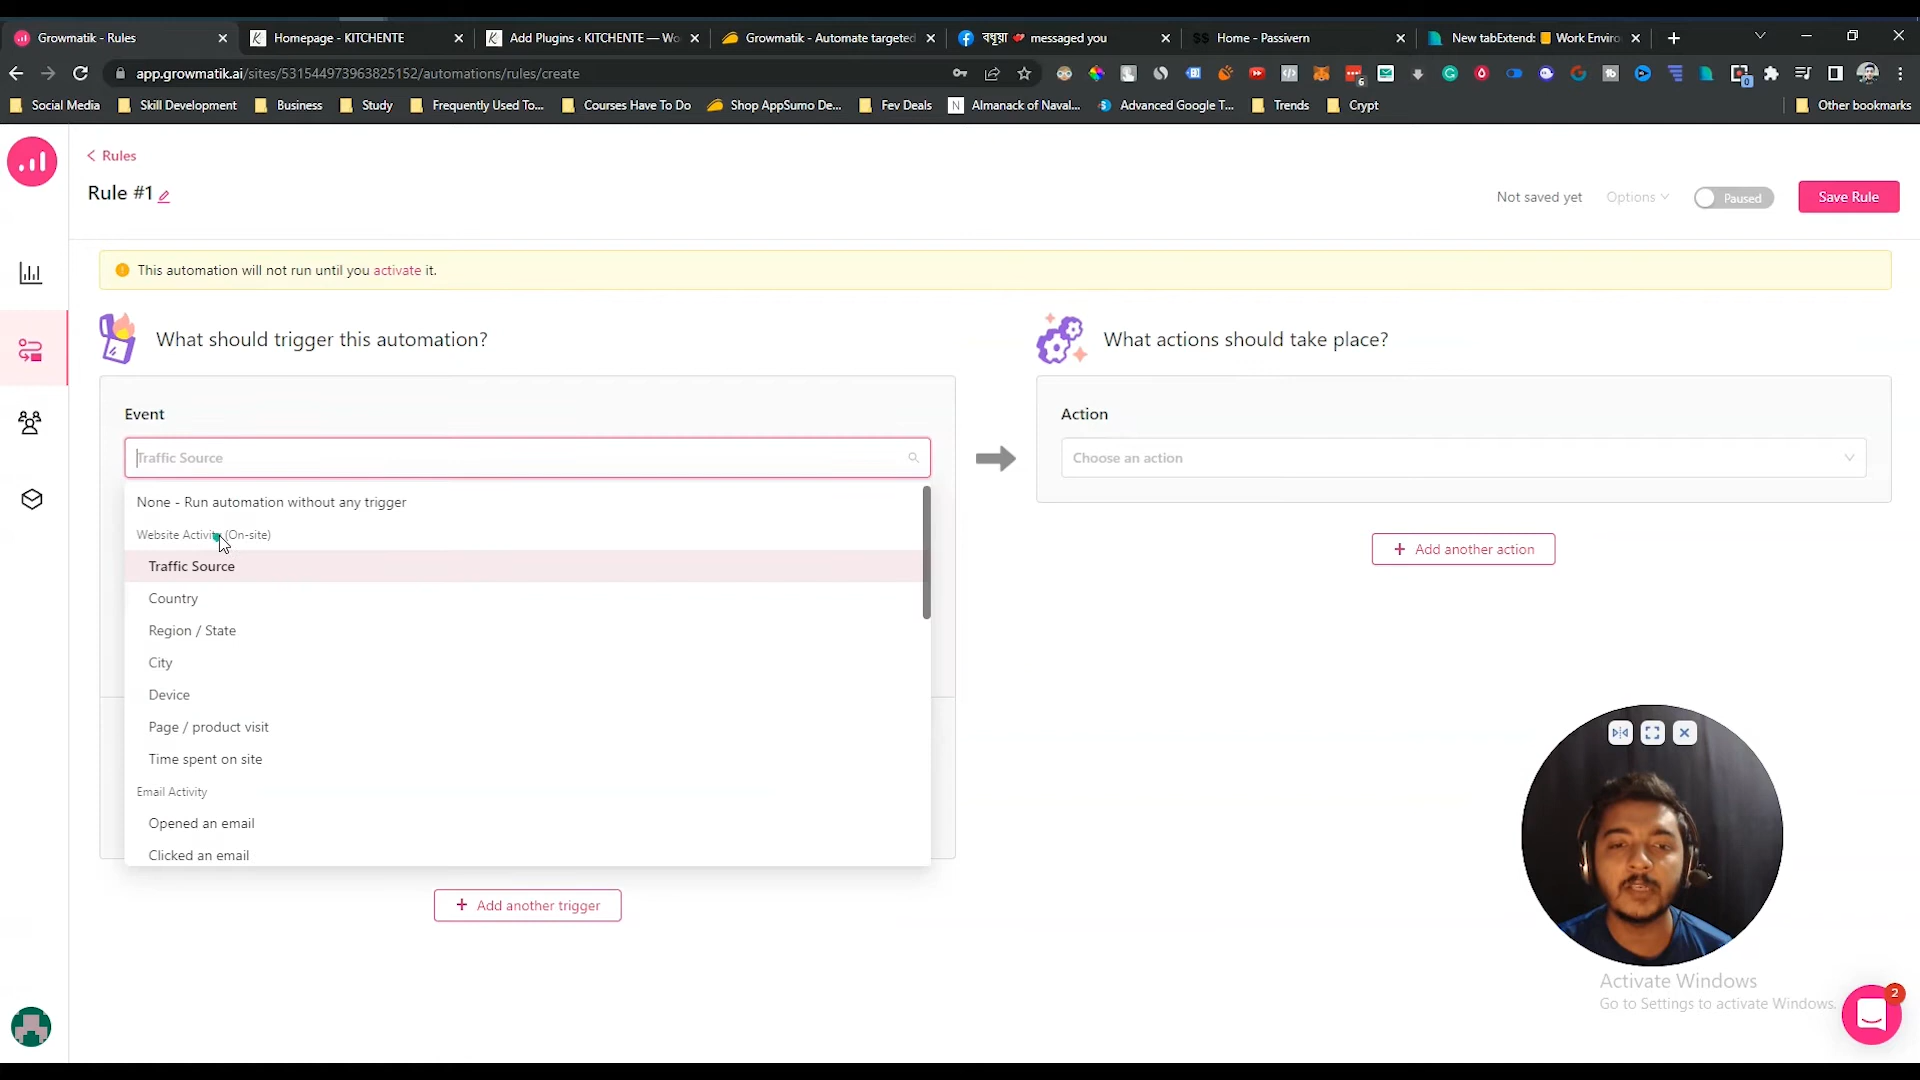 Growmatik - Rules
Homepage - KITCHENTE
Add Plugins ‹ KITCHENTE — Wo
Growmatik - Automate targeted
বধূয়া ❤️ messaged you
Home - Passivern
New tabExtend: Work Enviro
app.growmatik.ai/sites/531544973963825152/automations/rules/create
Social Media
Skill Development
Business
Study
Frequently Used To...
Courses Have To Do
Shop AppSumo De...
Fev Deals
Almanack of Naval...
Advanced Google T...
Trends
Crypt
Other bookmarks
Rules
Rule #1
Not saved yet
Options
Paused
Save Rule
This automation will not run until you activate it.
What should trigger this automation?
What actions should take place?
Event
Traffic Source
None - Run automation without any trigger
Website Activity (On-site)
Traffic Source
Country
Region / State
City
Device
Page / product visit
Time spent on site
Email Activity
Opened an email
Clicked an email
+ Add another trigger
Action
Choose an action
+ Add another action
Activate Windows
Go to Settings to activate Windows.
2